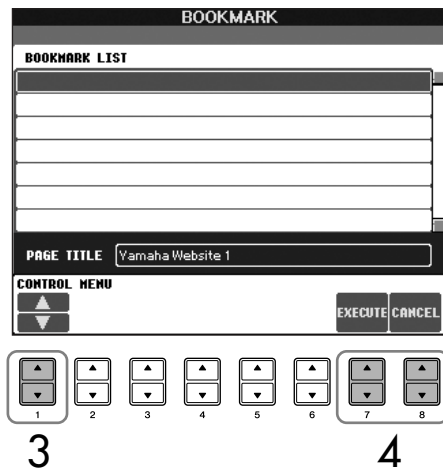 BOOKMARK
BOOKMARK LIST
PAGE TITLE Yamaha Website 1
CONTROL MENU
EXECUTE CANCEL
1 2 3 4 5 6 7 8
3 4